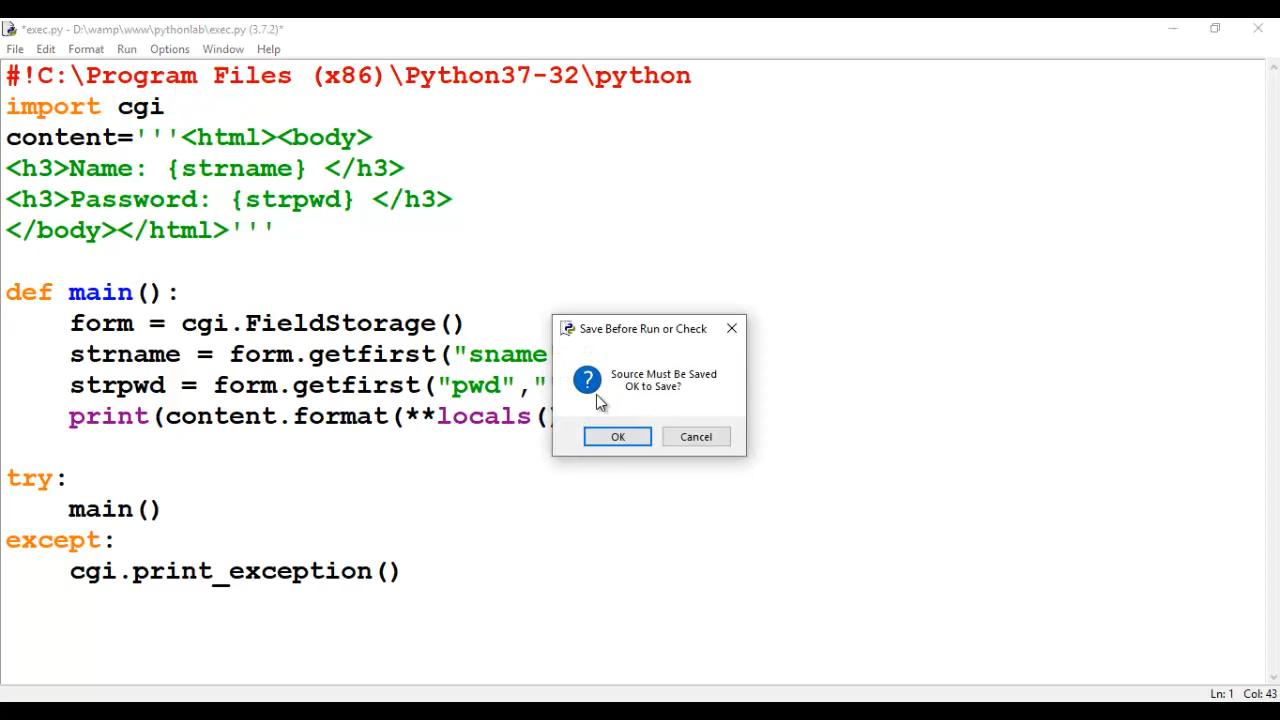 *exec.py - D:\wamp\www\pythonlab\exec.py (3.7.2)*
File Edit Format Run Options Window Help
#!C:\Program Files (x86)\Python37-32\python
import cgi
content='''<html><body>
<h3>Name: {strname} </h3>
<h3>Password: {strpwd} </h3>
</body></html>'''
def main():
form = cgi.FieldStorage()
strname = form.getfirst("sname"
strpwd = form.getfirst("pwd","
print(content.format(**locals()
try:
main()
except:
cgi.print_exception()
Save Before Run or Check
Source Must Be Saved
OK to Save?
OK Cancel
Ln: 1 Col: 43